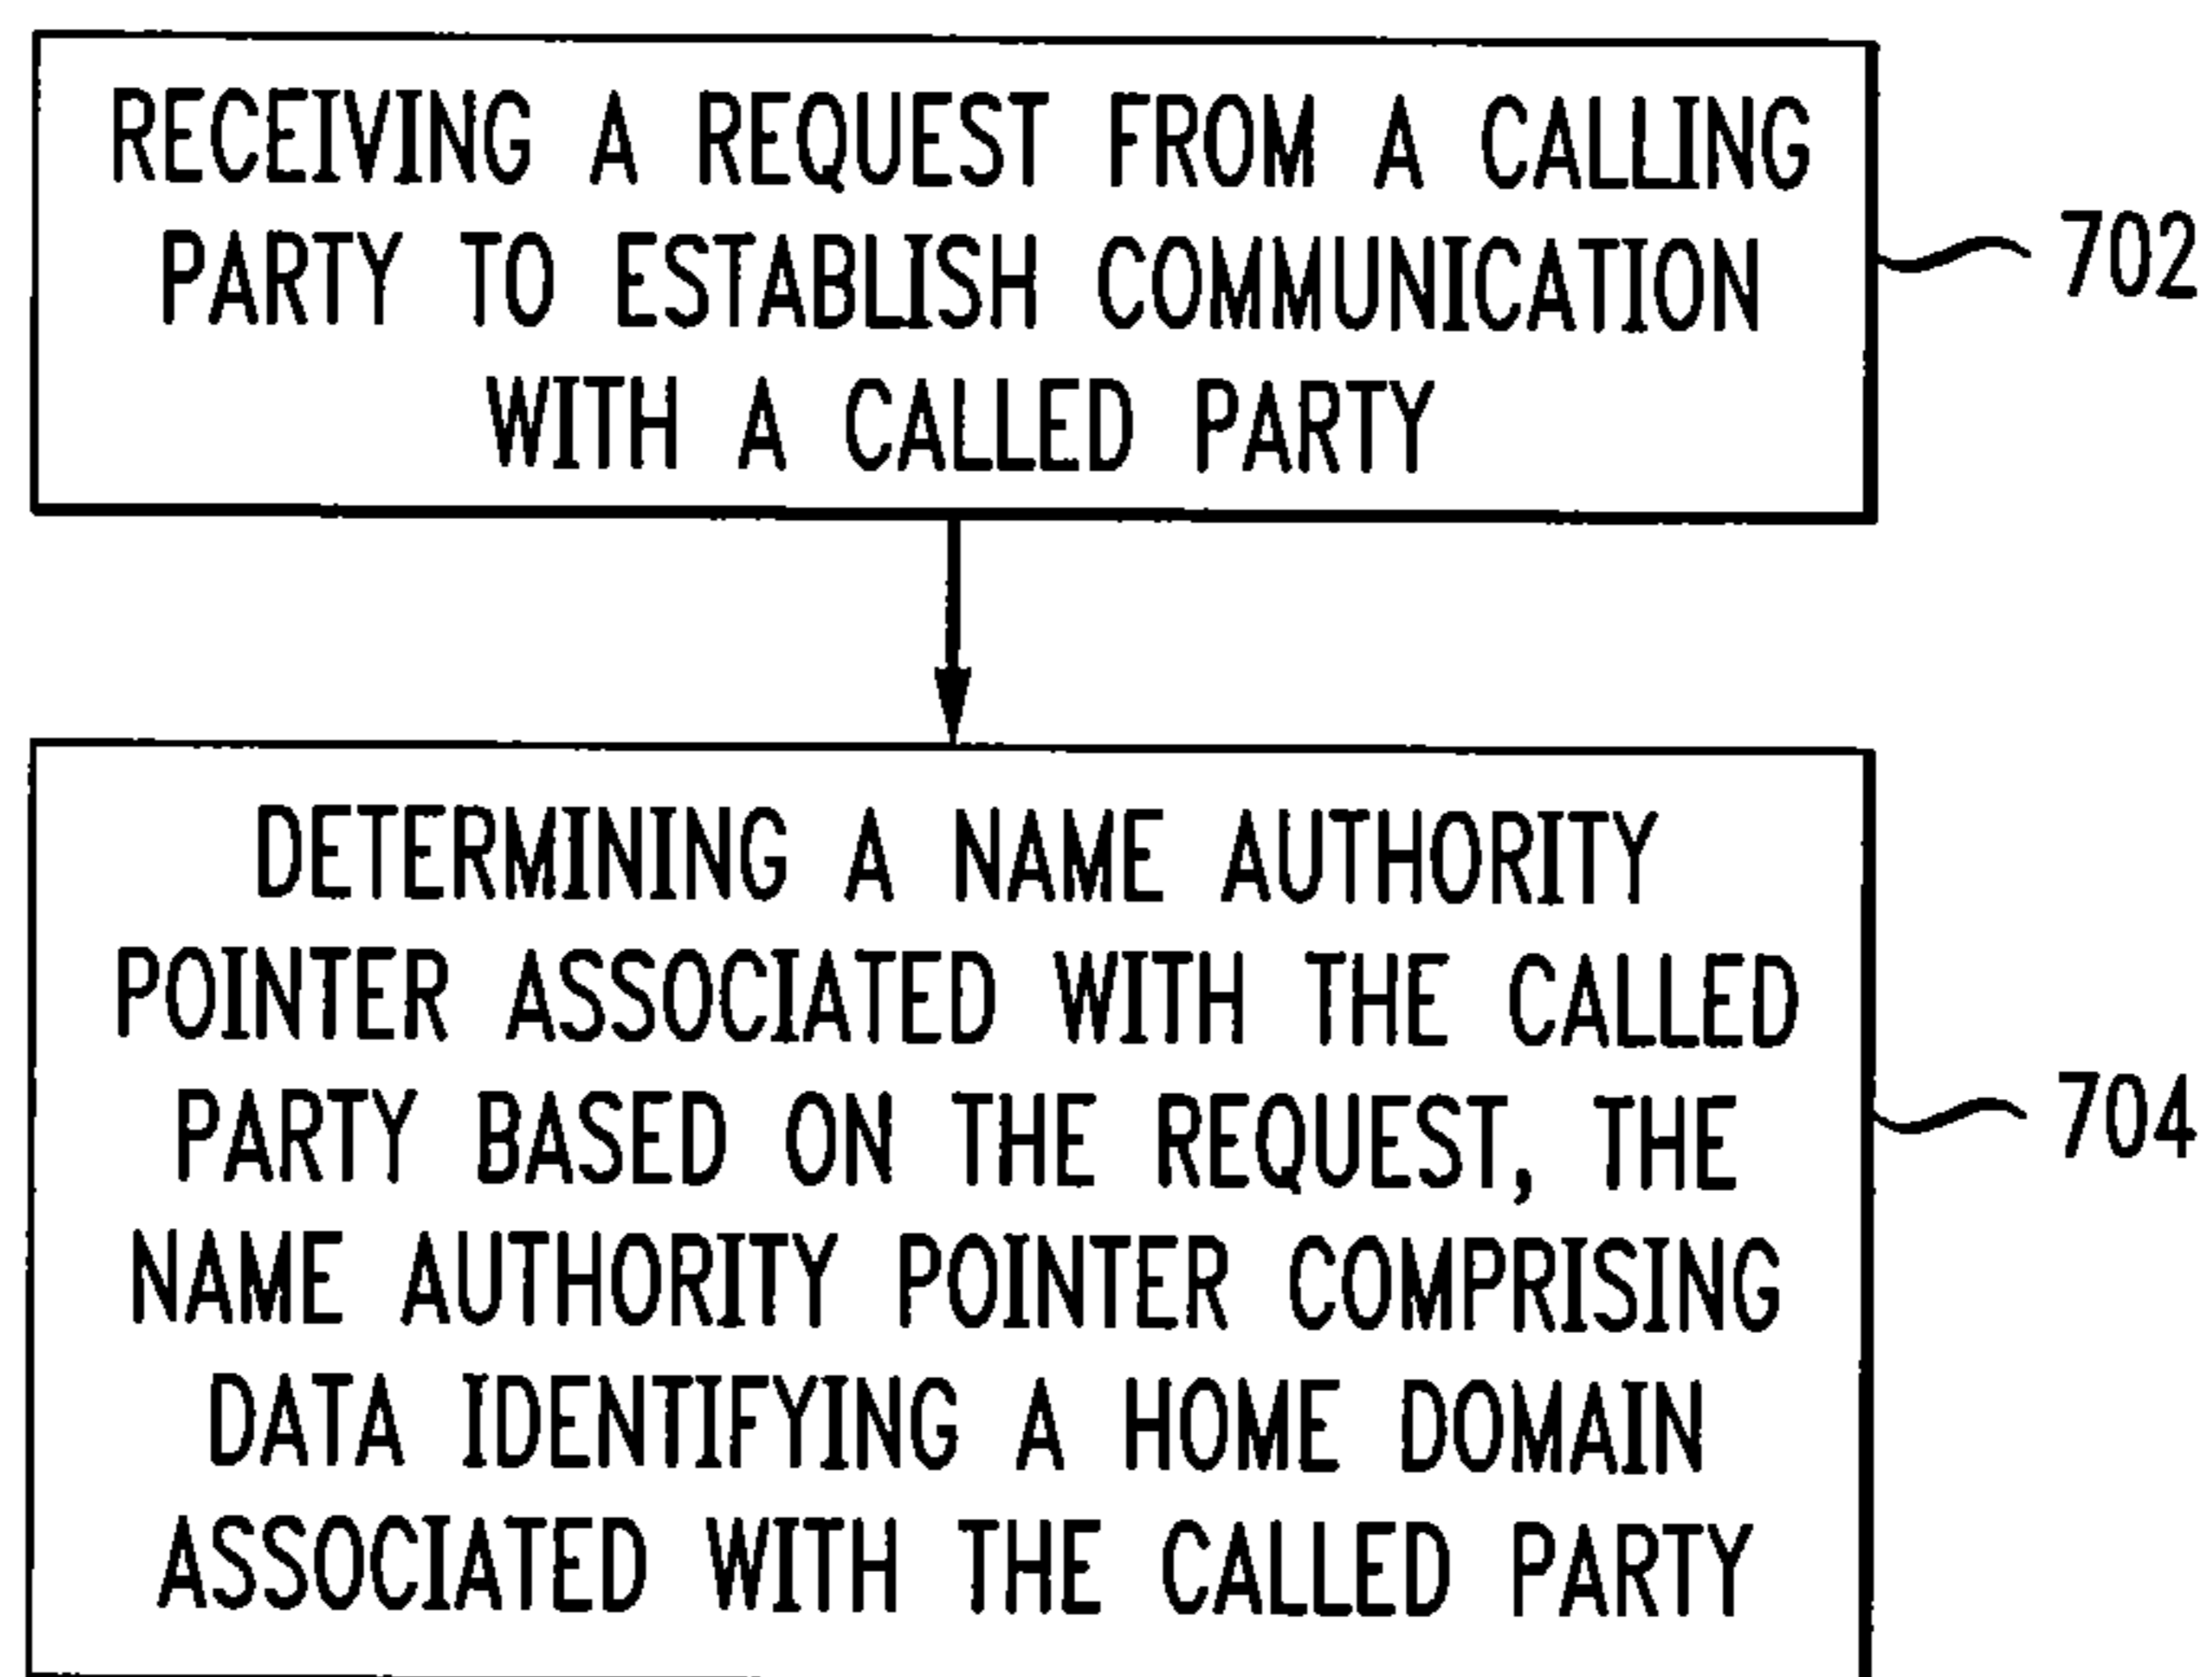 RECEIVING A REQUEST FROM A CALLING
PARTY TO ESTABLISH COMMUNICATION
WITH A CALLED PARTY
702
DETERMINING A NAME AUTHORITY
POINTER ASSOCIATED WITH THE CALLED
PARTY BASED ON THE REQUEST, THE
NAME AUTHORITY POINTER COMPRISING
DATA IDENTIFYING A HOME DOMAIN
ASSOCIATED WITH THE CALLED PARTY
704